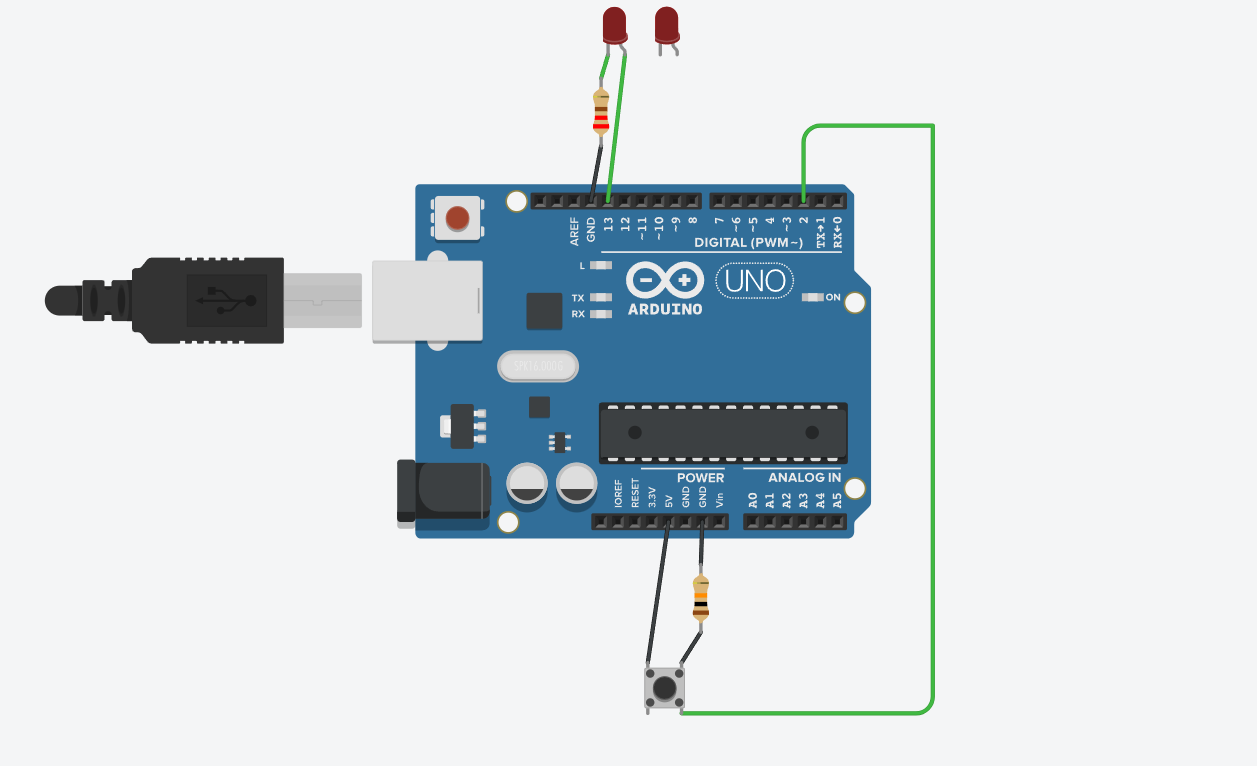 AREF
GND
13
12
~11
~10
~9
8
7
~6
~5
4
~3
2
TX→1
RX←0
DIGITAL (PWM~)
L
TX
RX
ARDUINO
UNO
ON
IOREF
RESET
3.3V
5V
GND
GND
Vin
POWER
A0
A1
A2
A3
A4
A5
ANALOG IN